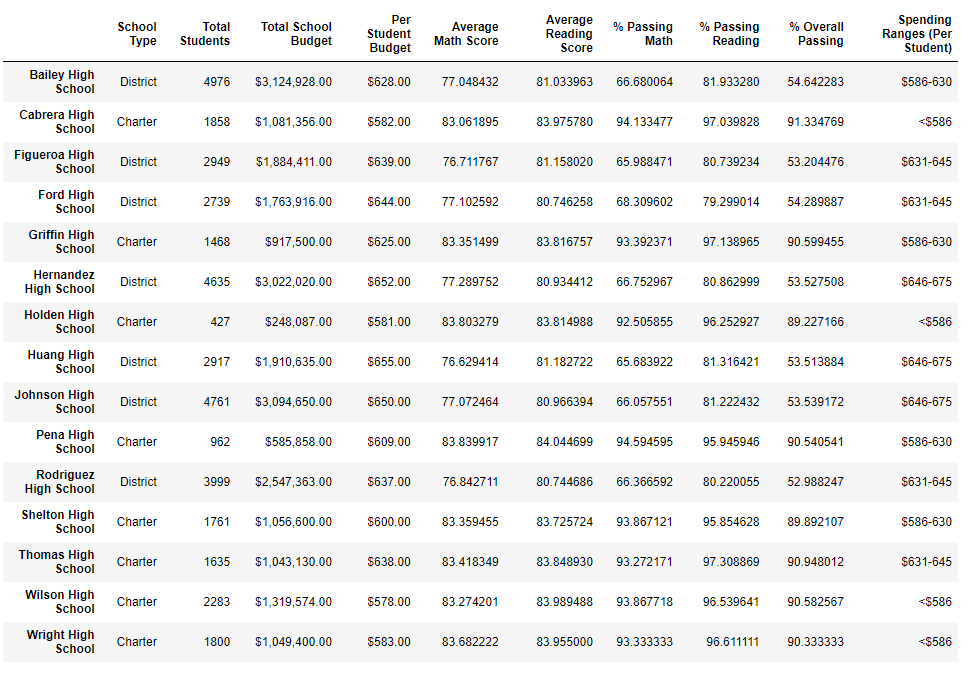 School Type Total Students Total School Budget Per Student Budget Average Math Score Average Reading Score % Passing Math % Passing Reading % Overall Passing Spending Ranges (Per Student)
Bailey High School District 4976 $3,124,928.00 $628.00 77.048432 81.033963 66.680064 81.933280 54.642283 $586-630
Cabrera High School Charter 1858 $1,081,356.00 $582.00 83.061895 83.975780 94.133477 97.039828 91.334769 <$586
Figueroa High School District 2949 $1,884,411.00 $639.00 76.711767 81.158020 65.988471 80.739234 53.204476 $631-645
Ford High School District 2739 $1,763,916.00 $644.00 77.102592 80.746258 68.309602 79.299014 54.289887 $631-645
Griffin High School Charter 1468 $917,500.00 $625.00 83.351499 83.816757 93.392371 97.138965 90.599455 $586-630
Hernandez High School District 4635 $3,022,020.00 $652.00 77.289752 80.934412 66.752967 80.862999 53.527508 $646-675
Holden High School Charter 427 $248,087.00 $581.00 83.803279 83.814988 92.505855 96.252927 89.227166 <$586
Huang High School District 2917 $1,910,635.00 $655.00 76.629414 81.182722 65.683922 81.316421 53.513884 $646-675
Johnson High School District 4761 $3,094,650.00 $650.00 77.072464 80.966394 66.057551 81.222432 53.539172 $646-675
Pena High School Charter 962 $585,858.00 $609.00 83.839917 84.044699 94.594595 95.945946 90.540541 $586-630
Rodriguez High School District 3999 $2,547,363.00 $637.00 76.842711 80.744686 66.366592 80.220055 52.988247 $631-645
Shelton High School Charter 1761 $1,056,600.00 $600.00 83.359455 83.725724 93.867121 95.854628 89.892107 $586-630
Thomas High School Charter 1635 $1,043,130.00 $638.00 83.418349 83.848930 93.272171 97.308869 90.948012 $631-645
Wilson High School Charter 2283 $1,319,574.00 $578.00 83.274201 83.989488 93.867718 96.539641 90.582567 <$586
Wright High School Charter 1800 $1,049,400.00 $583.00 83.682222 83.955000 93.333333 96.611111 90.333333 <$586